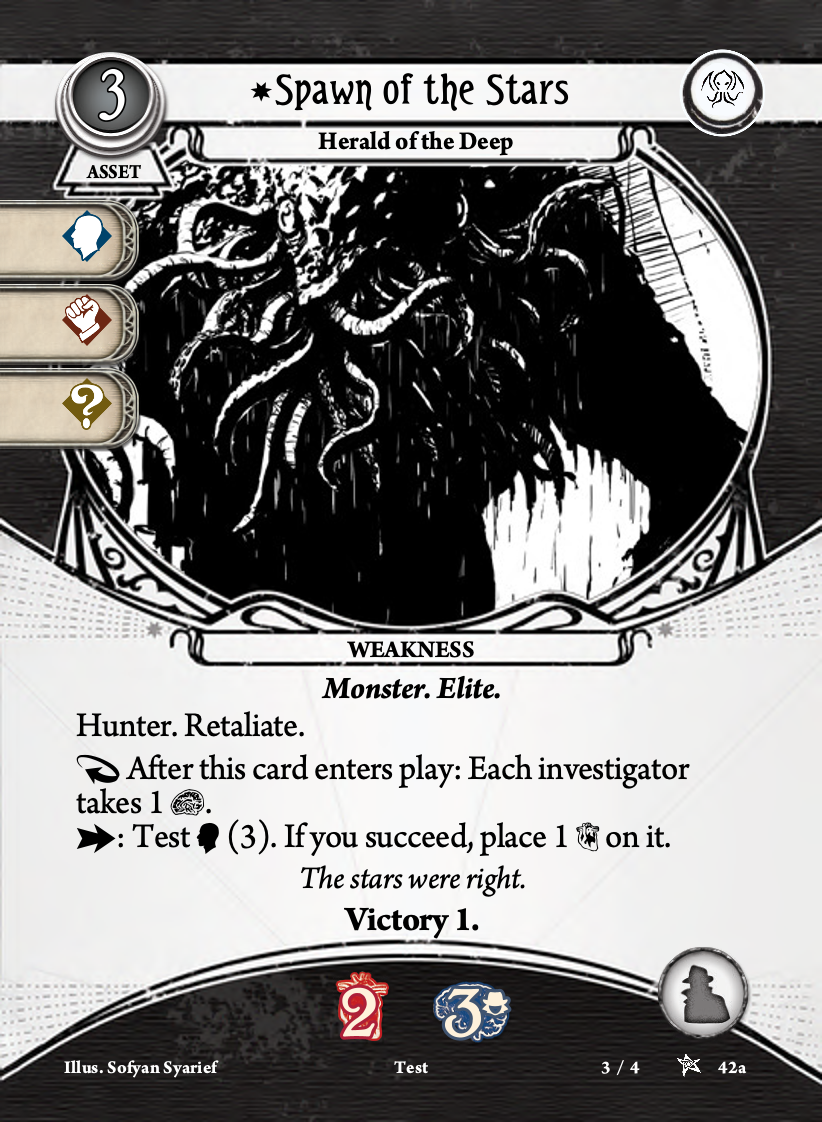 3
Spawn of the Stars
ASSET
Herald of the Deep
?
WEAKNESS
Monster. Elite.
Hunter. Retaliate.
After this card enters play: Each investigator
takes 1 .
: Test (3). If you succeed, place 1 on it.
The stars were right.
Victory 1.
2
3
Illus. Sofyan Syarief
Test
3 / 4
42a